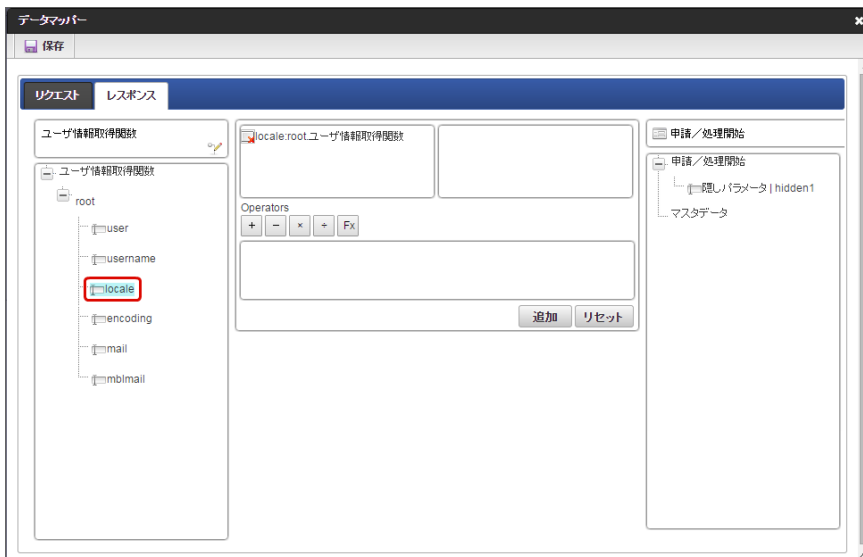 データマッパー
保存
リクエスト レスポンス
ユーザ情報取得関数
ユーザ情報取得関数
root
user
username
locale
encoding
mail
mblmail
locale:root.ユーザ情報取得関数
Operators
+ − × ÷ Fx
追加 リセット
申請/処理開始
申請/処理開始
隠しパラメータ | hidden1
マスタデータ